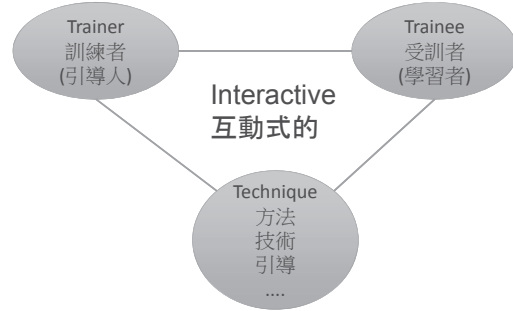 Trainer
訓練者
(引導人)
Trainee
受訓者
(學習者)
Interactive
互動式的
Technique
方法
技術
引導
....